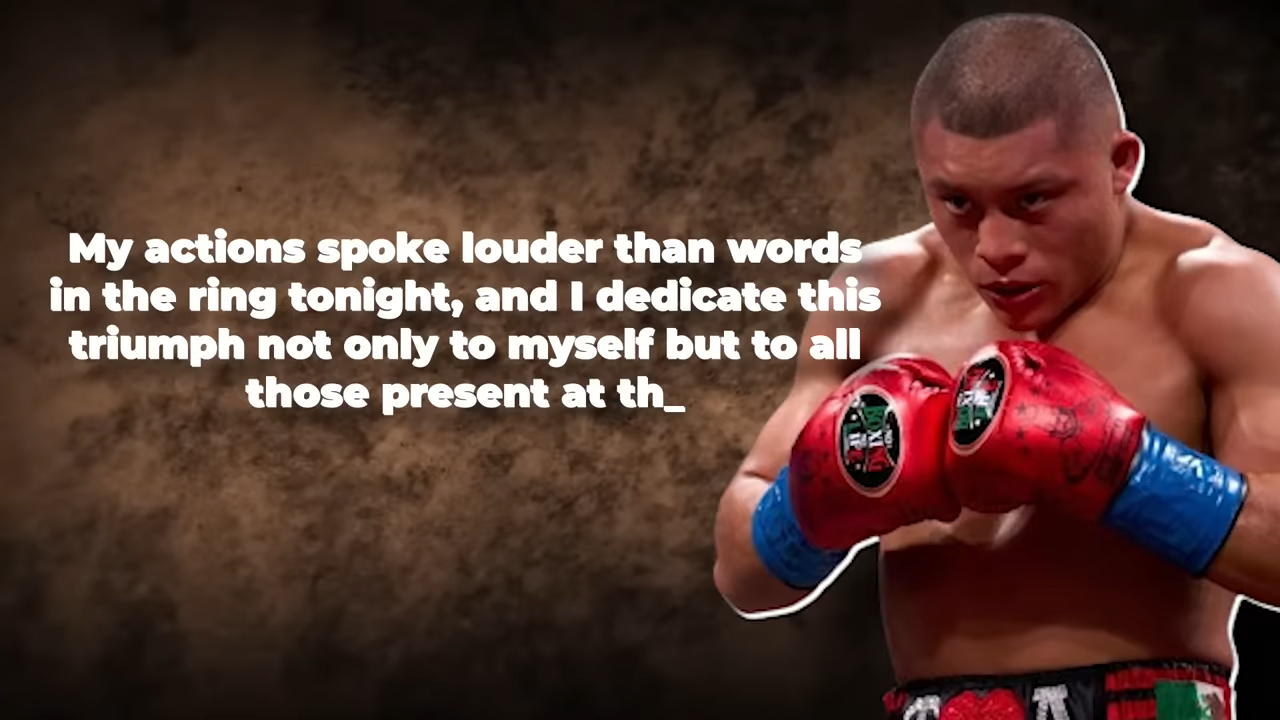 My actions spoke louder than words
in the ring tonight, and I dedicate this
triumph not only to myself but to all
those present at th_
BOXING